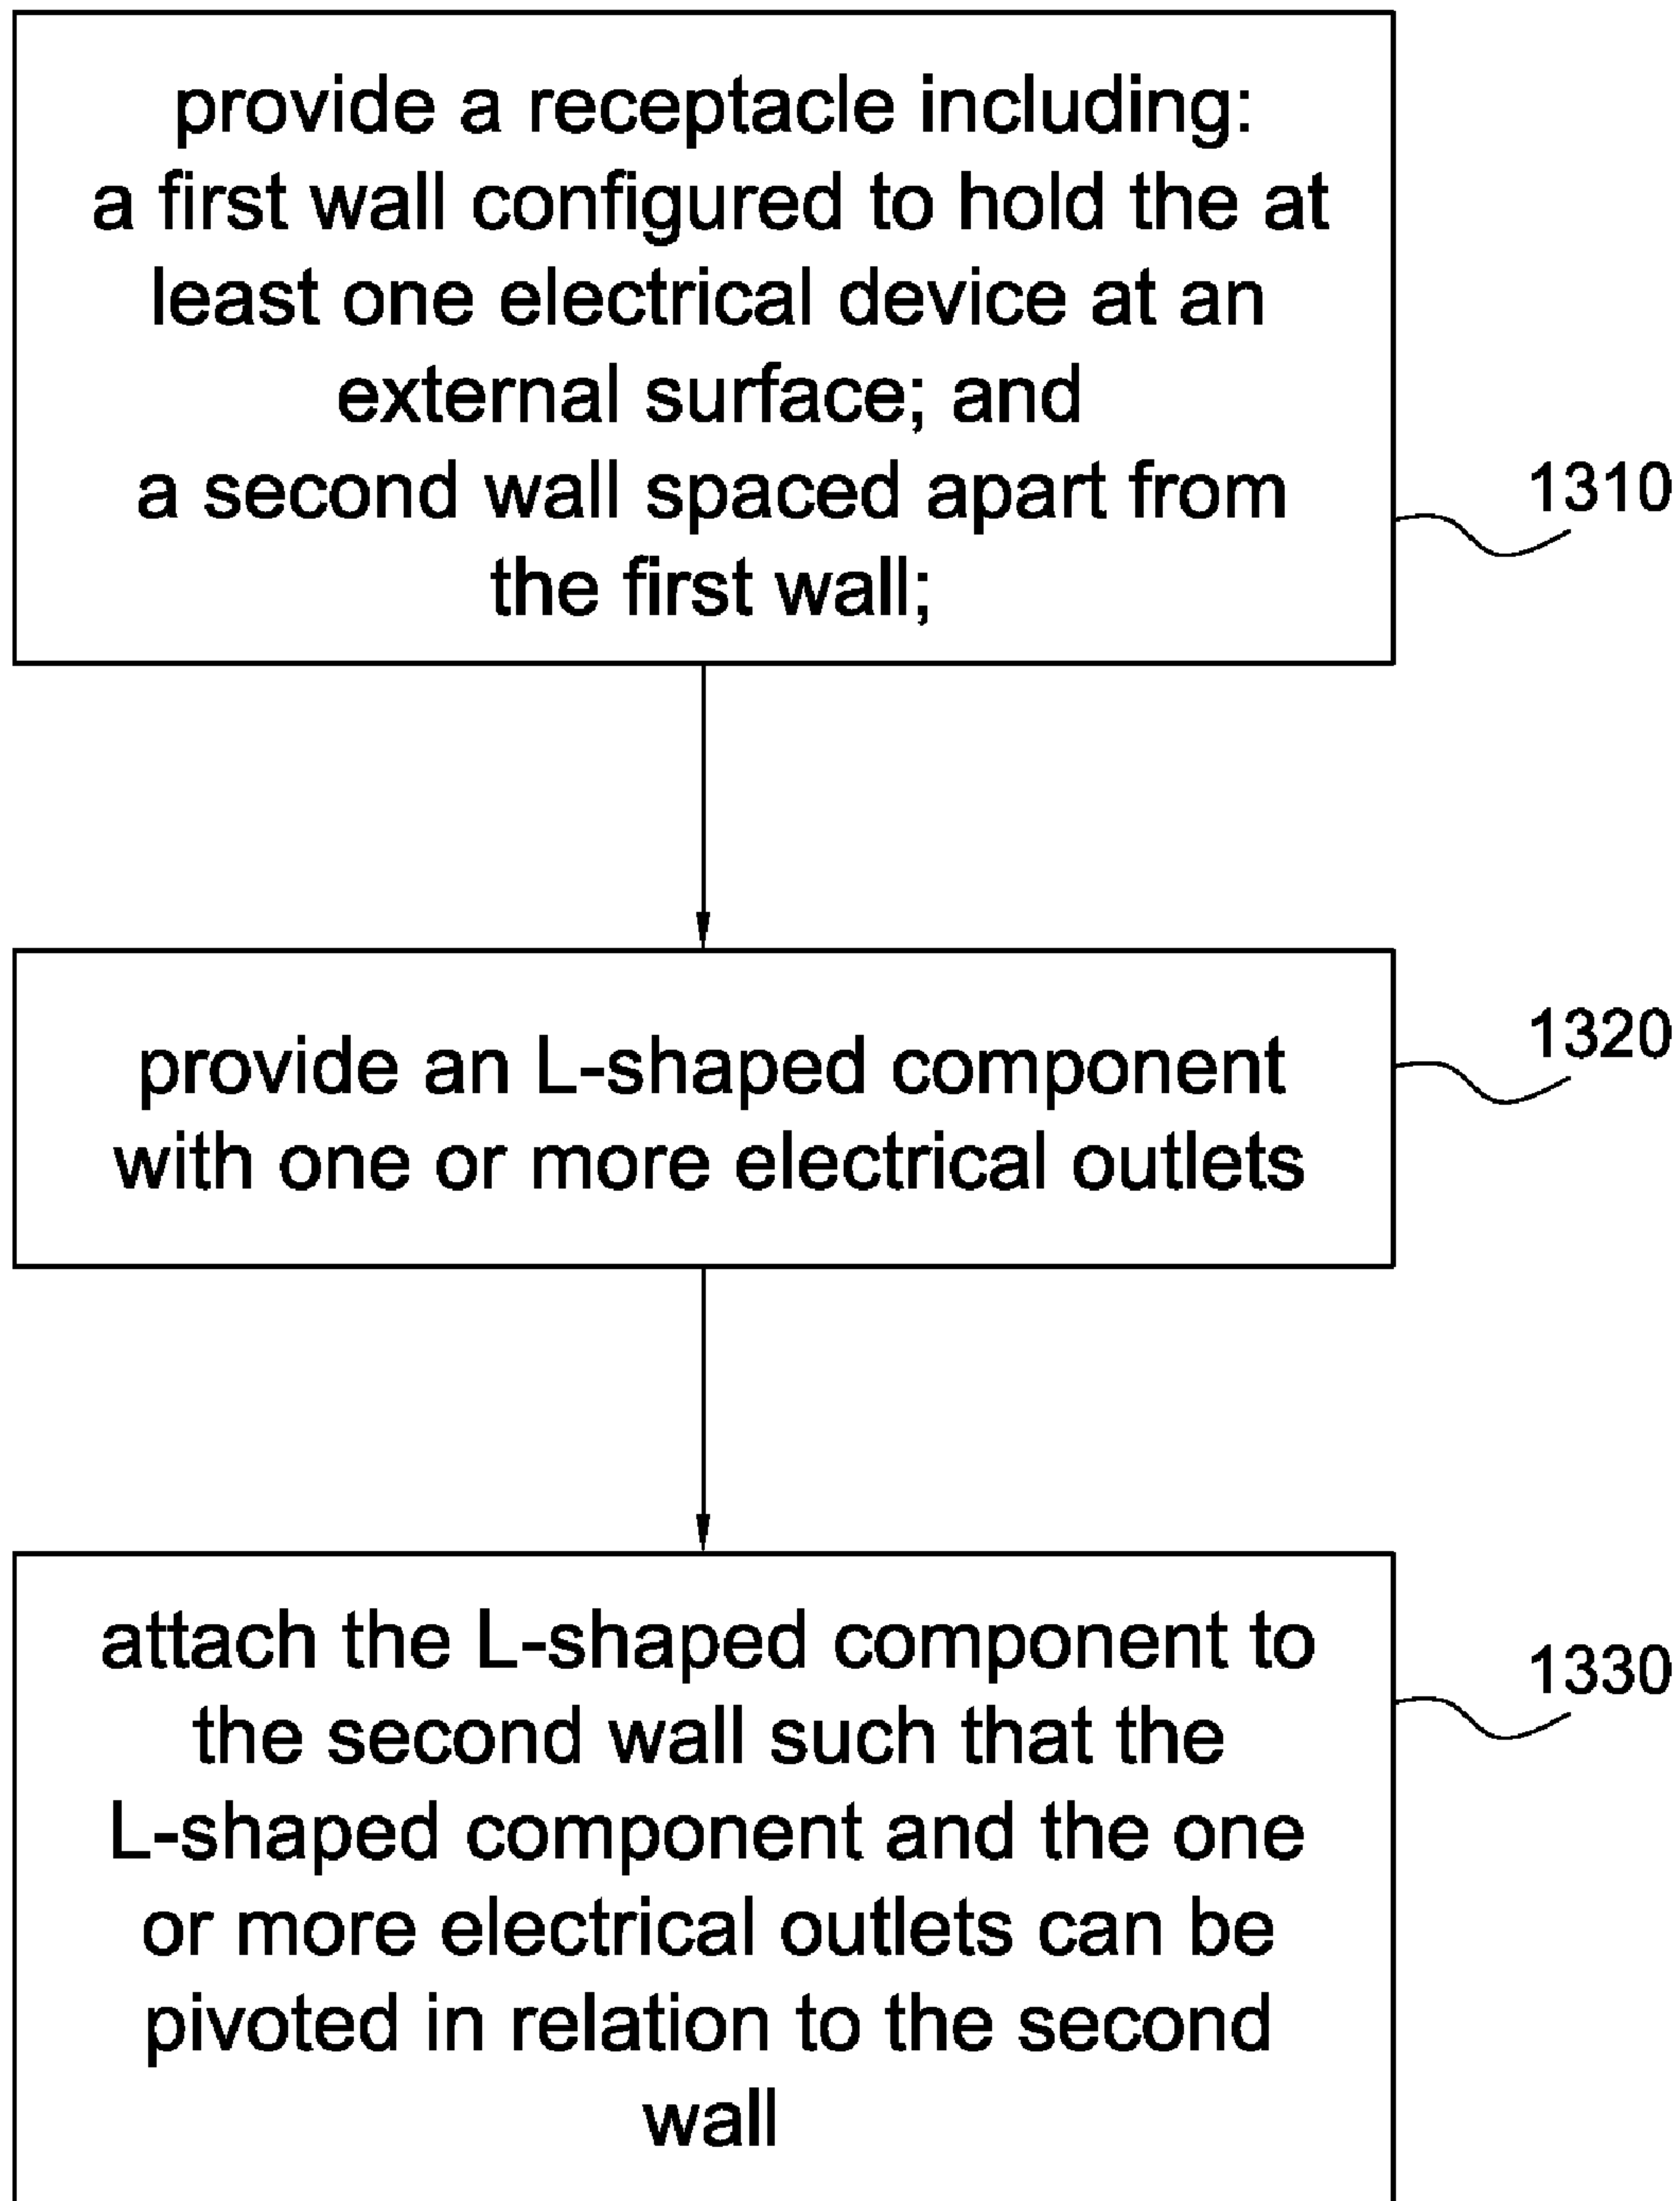 provide a receptacle including:
a first wall configured to hold the at
least one electrical device at an
external surface; and
a second wall spaced apart from
the first wall;
1310
provide an L-shaped component
with one or more electrical outlets
1320
attach the L-shaped component to
the second wall such that the
L-shaped component and the one
or more electrical outlets can be
pivoted in relation to the second
wall
1330